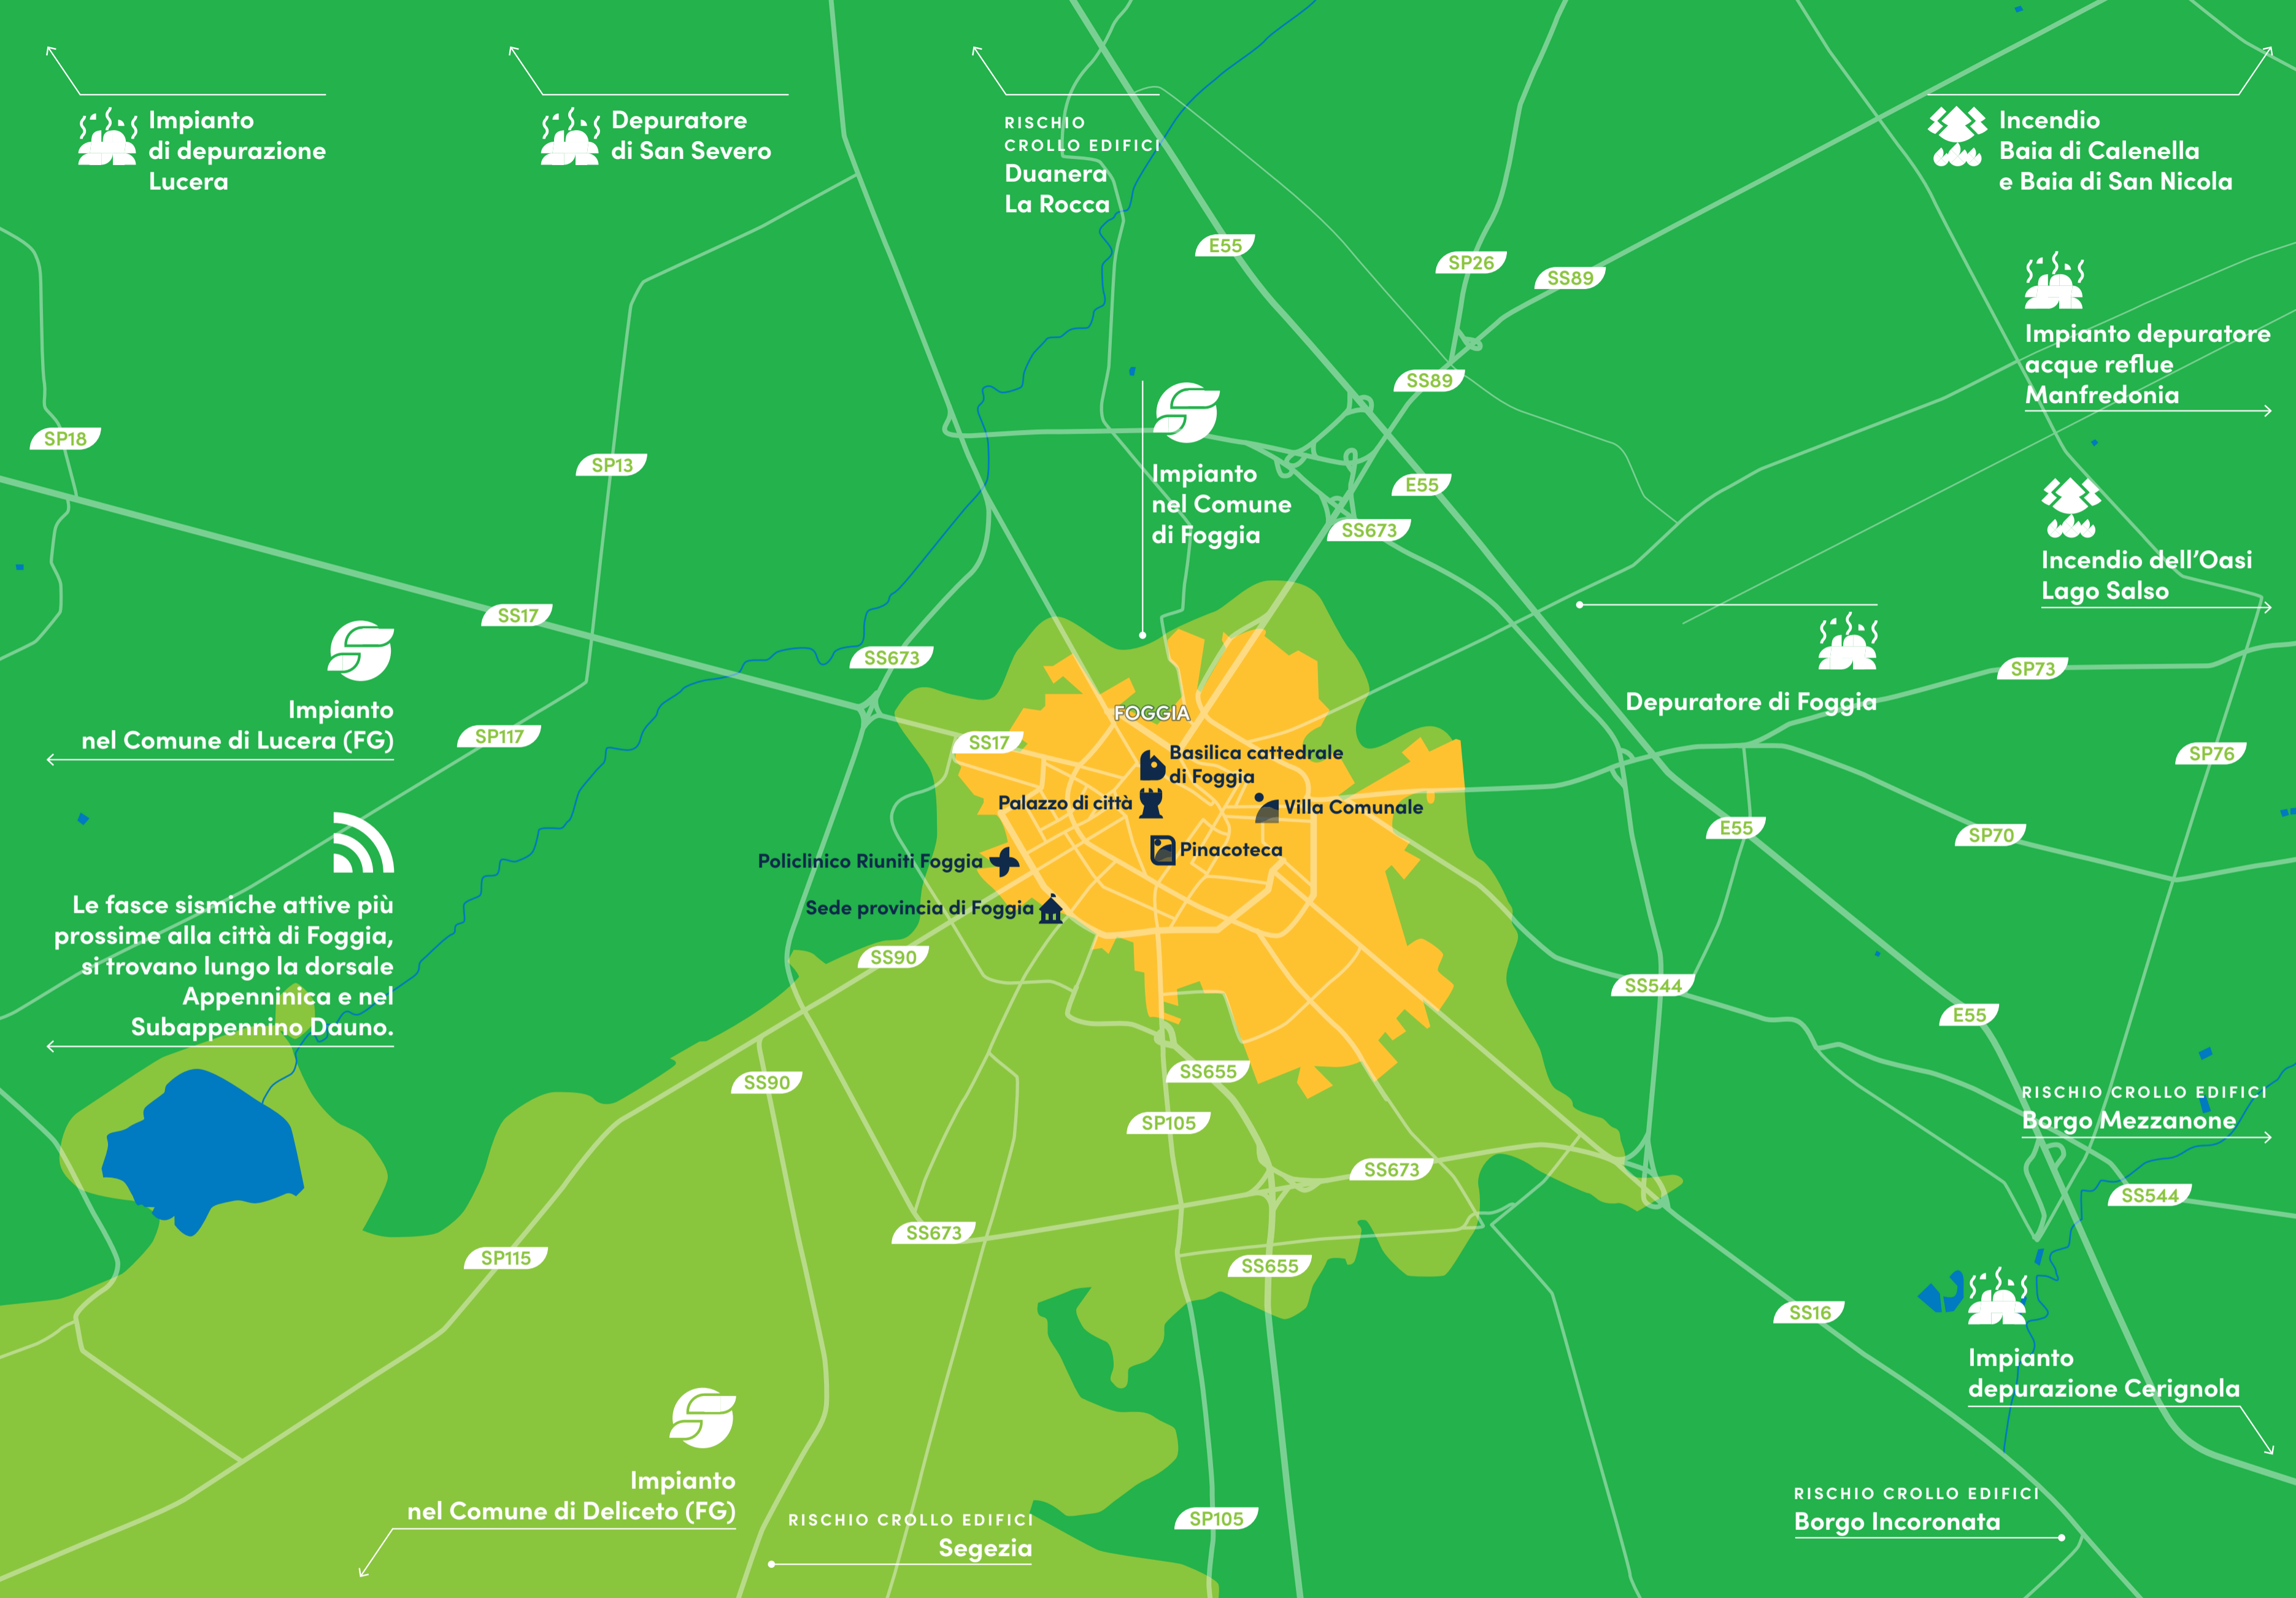 Impianto
di depurazione
Lucera
Depuratore
di San Severo
RISCHIO
CROLLO EDIFICI
Duanera
La Rocca
Incendio
Baia di Calenella
e Baia di San Nicola
E55
SP26
SS89
Impianto depuratore
acque reflue
Manfredonia
SS89
SP18
SP13
Impianto
nel Comune
di Foggia
E55
SS673
Incendio dell’Oasi
Lago Salso
SS17
SS673
Impianto
nel Comune di Lucera (FG)
SP117
Depuratore di Foggia
SP73
FOGGIA
SS17
Basilica cattedrale
di Foggia
Palazzo di città
Villa Comunale
Pinacoteca
Policlinico Riuniti Foggia
Sede provincia di Foggia
SP76
E55
SP70
Le fasce sismiche attive più
prossime alla città di Foggia,
si trovano lungo la dorsale
Appenninica e nel
Subappennino Dauno.
SS90
SS544
E55
SS90
SS655
SP105
RISCHIO CROLLO EDIFICI
Borgo Mezzanone
SS673
SS544
SS673
SP115
SS655
SS16
Impianto
depurazione Cerignola
Impianto
nel Comune di Deliceto (FG)
RISCHIO CROLLO EDIFICI
Segezia
SP105
RISCHIO CROLLO EDIFICI
Borgo Incoronata